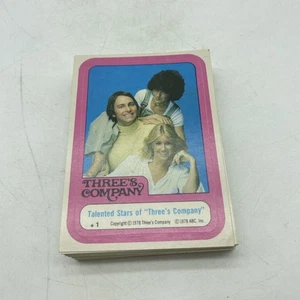 THREE'S
COMPANY
Talented Stars of "Three's Company"
★ 1 Copyright © 1978 Three's Company © 1978 ABC, Inc.